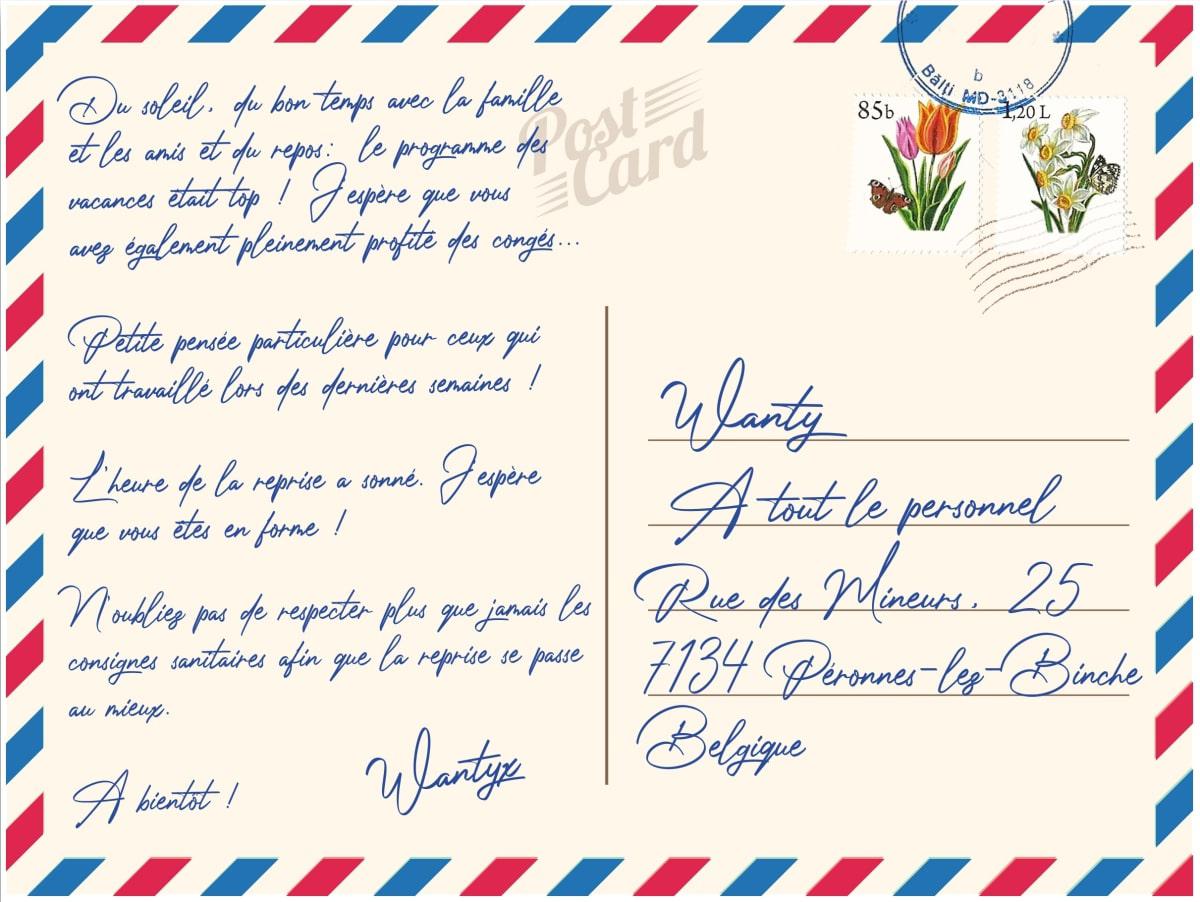 Du soleil, du bon temps avec la famille
et les amis et du repos: le programme des
vacances était top ! J'espère que vous
avez également pleinement profité des congés...
Petite pensée particulière pour ceux qui
ont travaillé lors des dernières semaines !
L'heure de la reprise a sonné. J'espère
que vous êtes en forme !
N'oubliez pas de respecter plus que jamais les
consignes sanitaires afin que la reprise se passe
au mieux.
A bientôt !
Wantyx
Post
Card
b
Bălți MD-3118
85b
1,20 L
Wanty
A tout le personnel
Rue des Mineurs, 25
7134 Péronnes-lez-Binche
Belgique